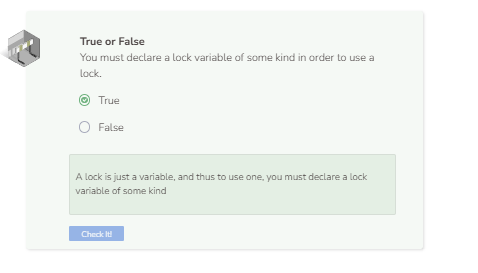 True or False
You must declare a lock variable of some kind in order to use a
lock.
True
False
A lock is just a variable, and thus to use one, you must declare a lock
variable of some kind
Check It!